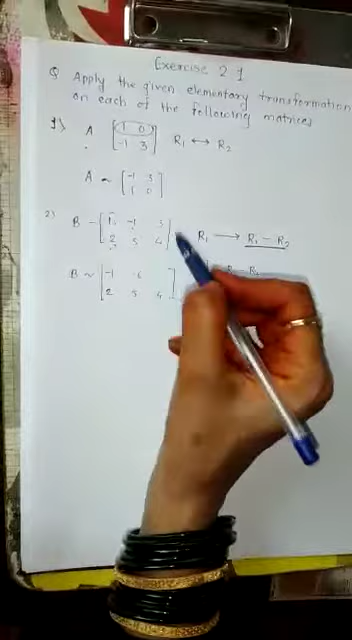 Exercise 2.1
Q Apply the given elementary transformation
on each of the following matrices
1) A [1 0 R₁ ↔ R₂
-1 3]
A ~ [-1 3
1 0]
2) B = [1 -1 3 R₁ → R₁ - R₂
2 5 4]
B ~ [-1 -6
2 5 4]